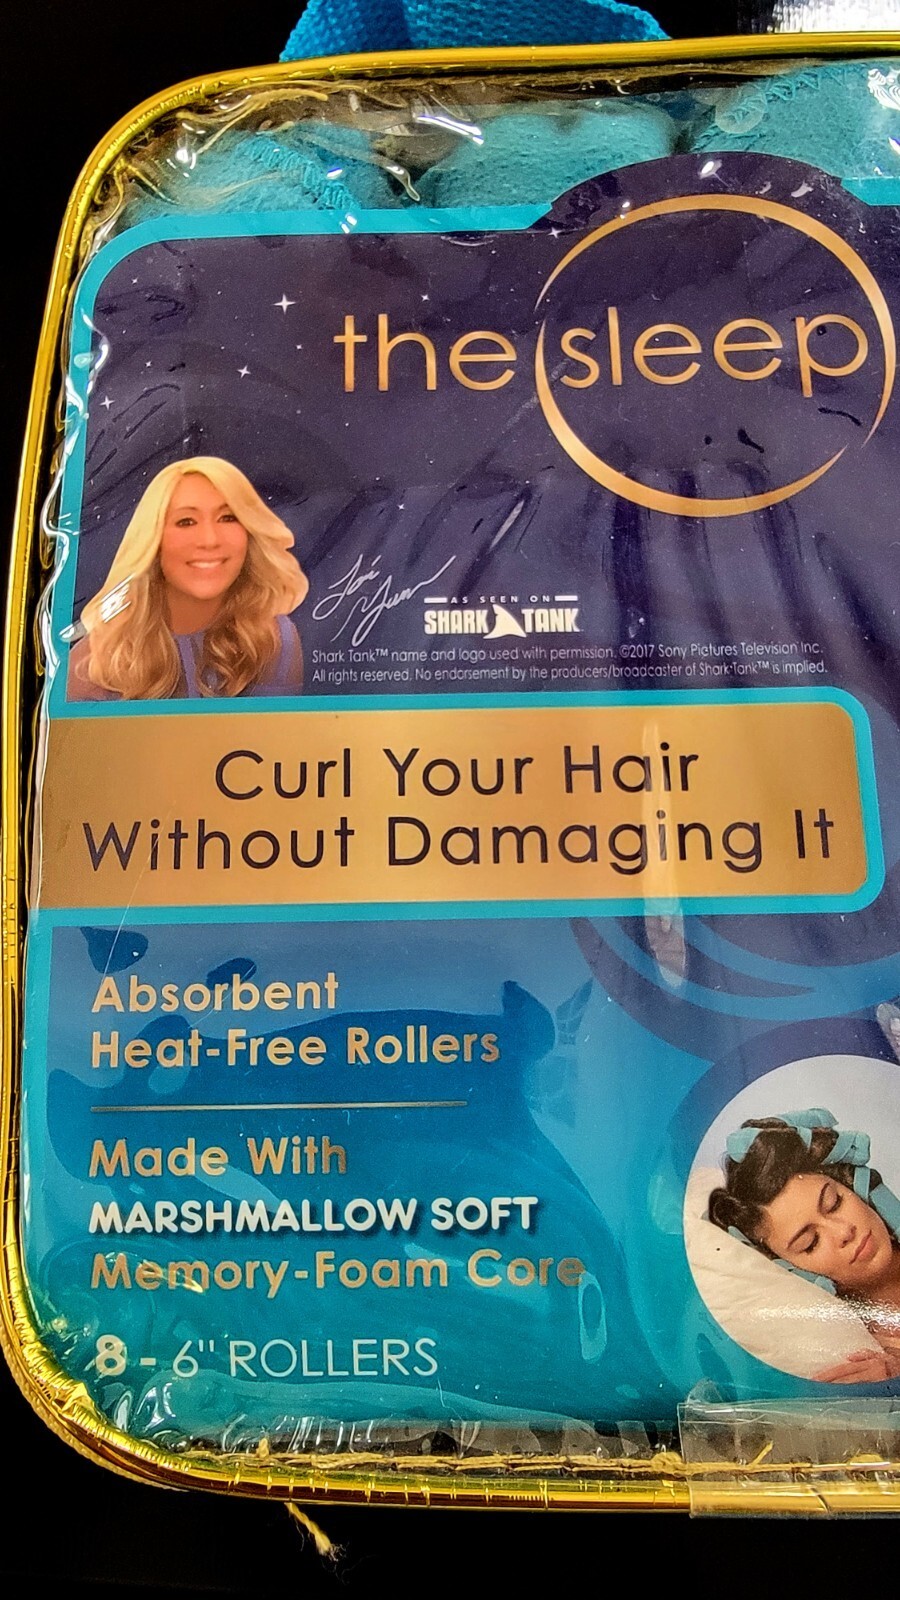 the sleep
Lori
AS SEEN ON
SHARK TANK
Shark Tank™ name and logo used with permission. ©2017 Sony Pictures Television Inc.
All rights reserved. No endorsement by the producers/broadcaster of Shark Tank™ is implied.
Curl Your Hair
Without Damaging It
Absorbent
Heat-Free Rollers
Made With
MARSHMALLOW SOFT
Memory-Foam Core
8 - 6" ROLLERS